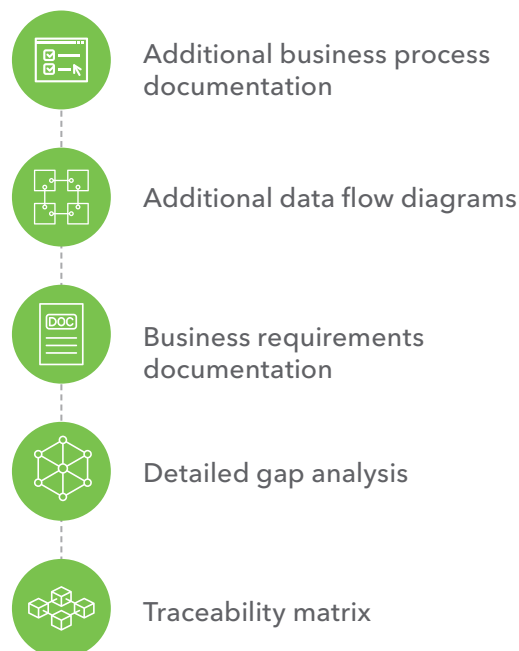 Additional business process
documentation
Additional data flow diagrams
DOC
Business requirements
documentation
Detailed gap analysis
Traceability matrix